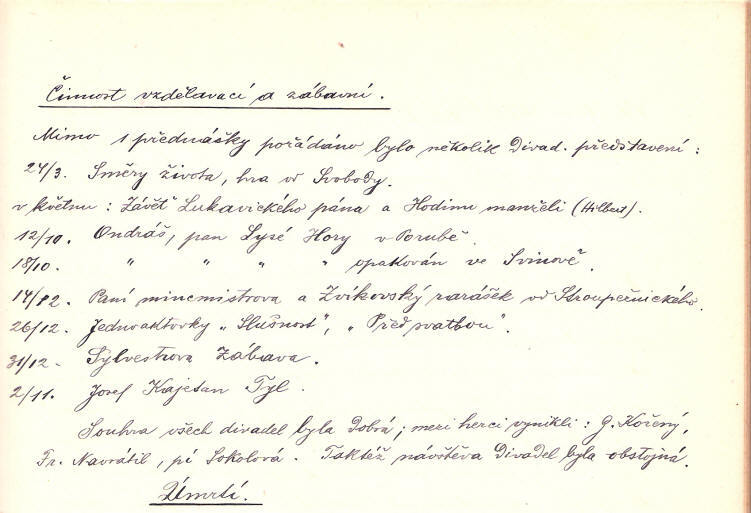 Činnost vzdělavací a zábavní.
Mimo 1 přednášky pořádáno bylo několik Divad. představení:
24/3. Směry života, hra od Svobody.
v květnu: Závěť Lukavického pána a Hodinu manželi (Hilbert).
12/10. Ondráš, pan Lysé Hory v Porubě.
18/10. " " " " opakován ve Svinově.
14/12. Paní mincmistrova a Zvíkovský rarášek od Stroupežnického.
26/12. Jednoaktovky „Slušnost", „Před svatbou".
31/12. Sylvestrova Zábava.
2/11. Josef Kajetan Tyl.
Souhra všech divadel byla Dobrá; mezi herci vynikli: G. Kořený,
Fr. Navrátil, pí Sokolová. Taktéž návštěva Divadel byla obstojná.
Úmrtí.